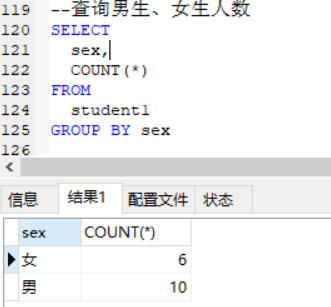 119 --查询男生、女生人数
120 SELECT
121 sex,
122 COUNT(*)
123 FROM
124 student1
125 GROUP BY sex
126
信息 结果1 配置文件 状态
sex COUNT(*)
女 6
男 10